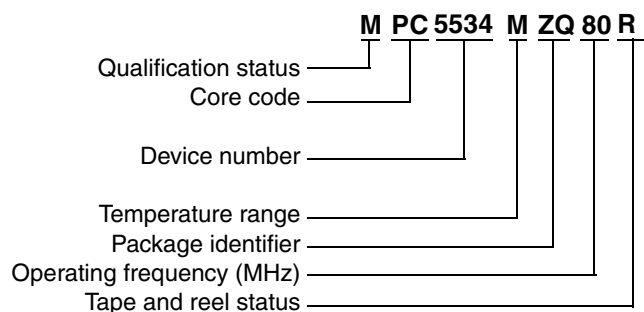 M PC 5534 M ZQ 80 R
Qualification status
Core code
Device number
Temperature range
Package identifier
Operating frequency (MHz)
Tape and reel status